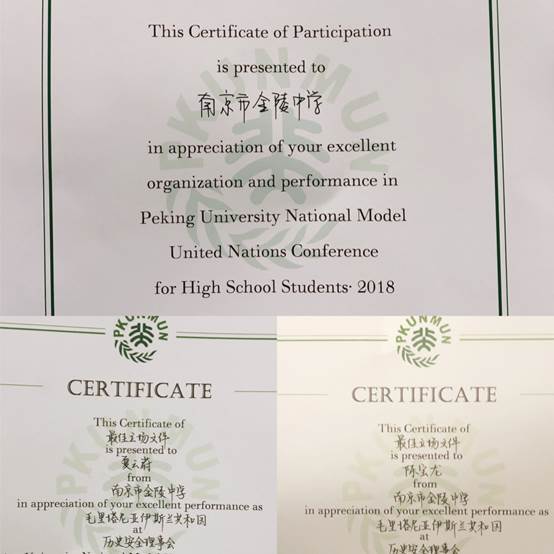 This Certificate of Participation
is presented to
南京市金陵中学
in appreciation of your excellent
organization and performance in
Peking University National Model
United Nations Conference
for High School Students· 2018
PKUNMUN
PKUNMUN
CERTIFICATE
This Certificate of
最佳立场文件
is presented to
夏云蔚
from
南京市金陵中学
in appreciation of your excellent performance as
毛里塔尼亚伊斯兰共和国
at
历史安全理事会
PKUNMUN
CERTIFICATE
This Certificate of
最佳立场文件
is presented to
陈宝龙
from
南京市金陵中学
in appreciation of your excellent performance as
毛里塔尼亚伊斯兰共和国
at
历史安全理事会